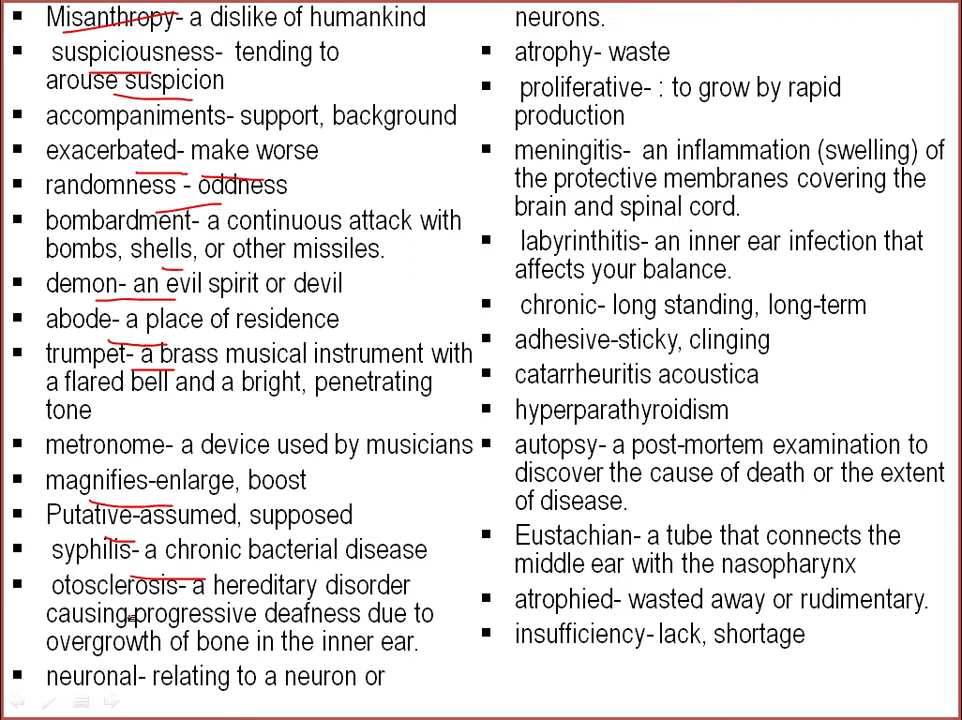 Misanthropy- a dislike of humankind
suspiciousness- tending to
arouse suspicion
accompaniments- support, background
exacerbated- make worse
randomness - oddness
bombardment- a continuous attack with
bombs, shells, or other missiles.
demon- an evil spirit or devil
abode- a place of residence
trumpet- a brass musical instrument with
a flared bell and a bright, penetrating
tone
metronome- a device used by musicians
magnifies-enlarge, boost
Putative-assumed, supposed
syphilis- a chronic bacterial disease
otosclerosis- a hereditary disorder
causing progressive deafness due to
overgrowth of bone in the inner ear.
neuronal- relating to a neuron or
neurons.
atrophy- waste
proliferative- : to grow by rapid
production
meningitis- an inflammation (swelling) of
the protective membranes covering the
brain and spinal cord.
labyrinthitis- an inner ear infection that
affects your balance.
chronic- long standing, long-term
adhesive-sticky, clinging
catarrheuritis acoustica
hyperparathyroidism
autopsy- a post-mortem examination to
discover the cause of death or the extent
of disease.
Eustachian- a tube that connects the
middle ear with the nasopharynx
atrophied- wasted away or rudimentary.
insufficiency- lack, shortage